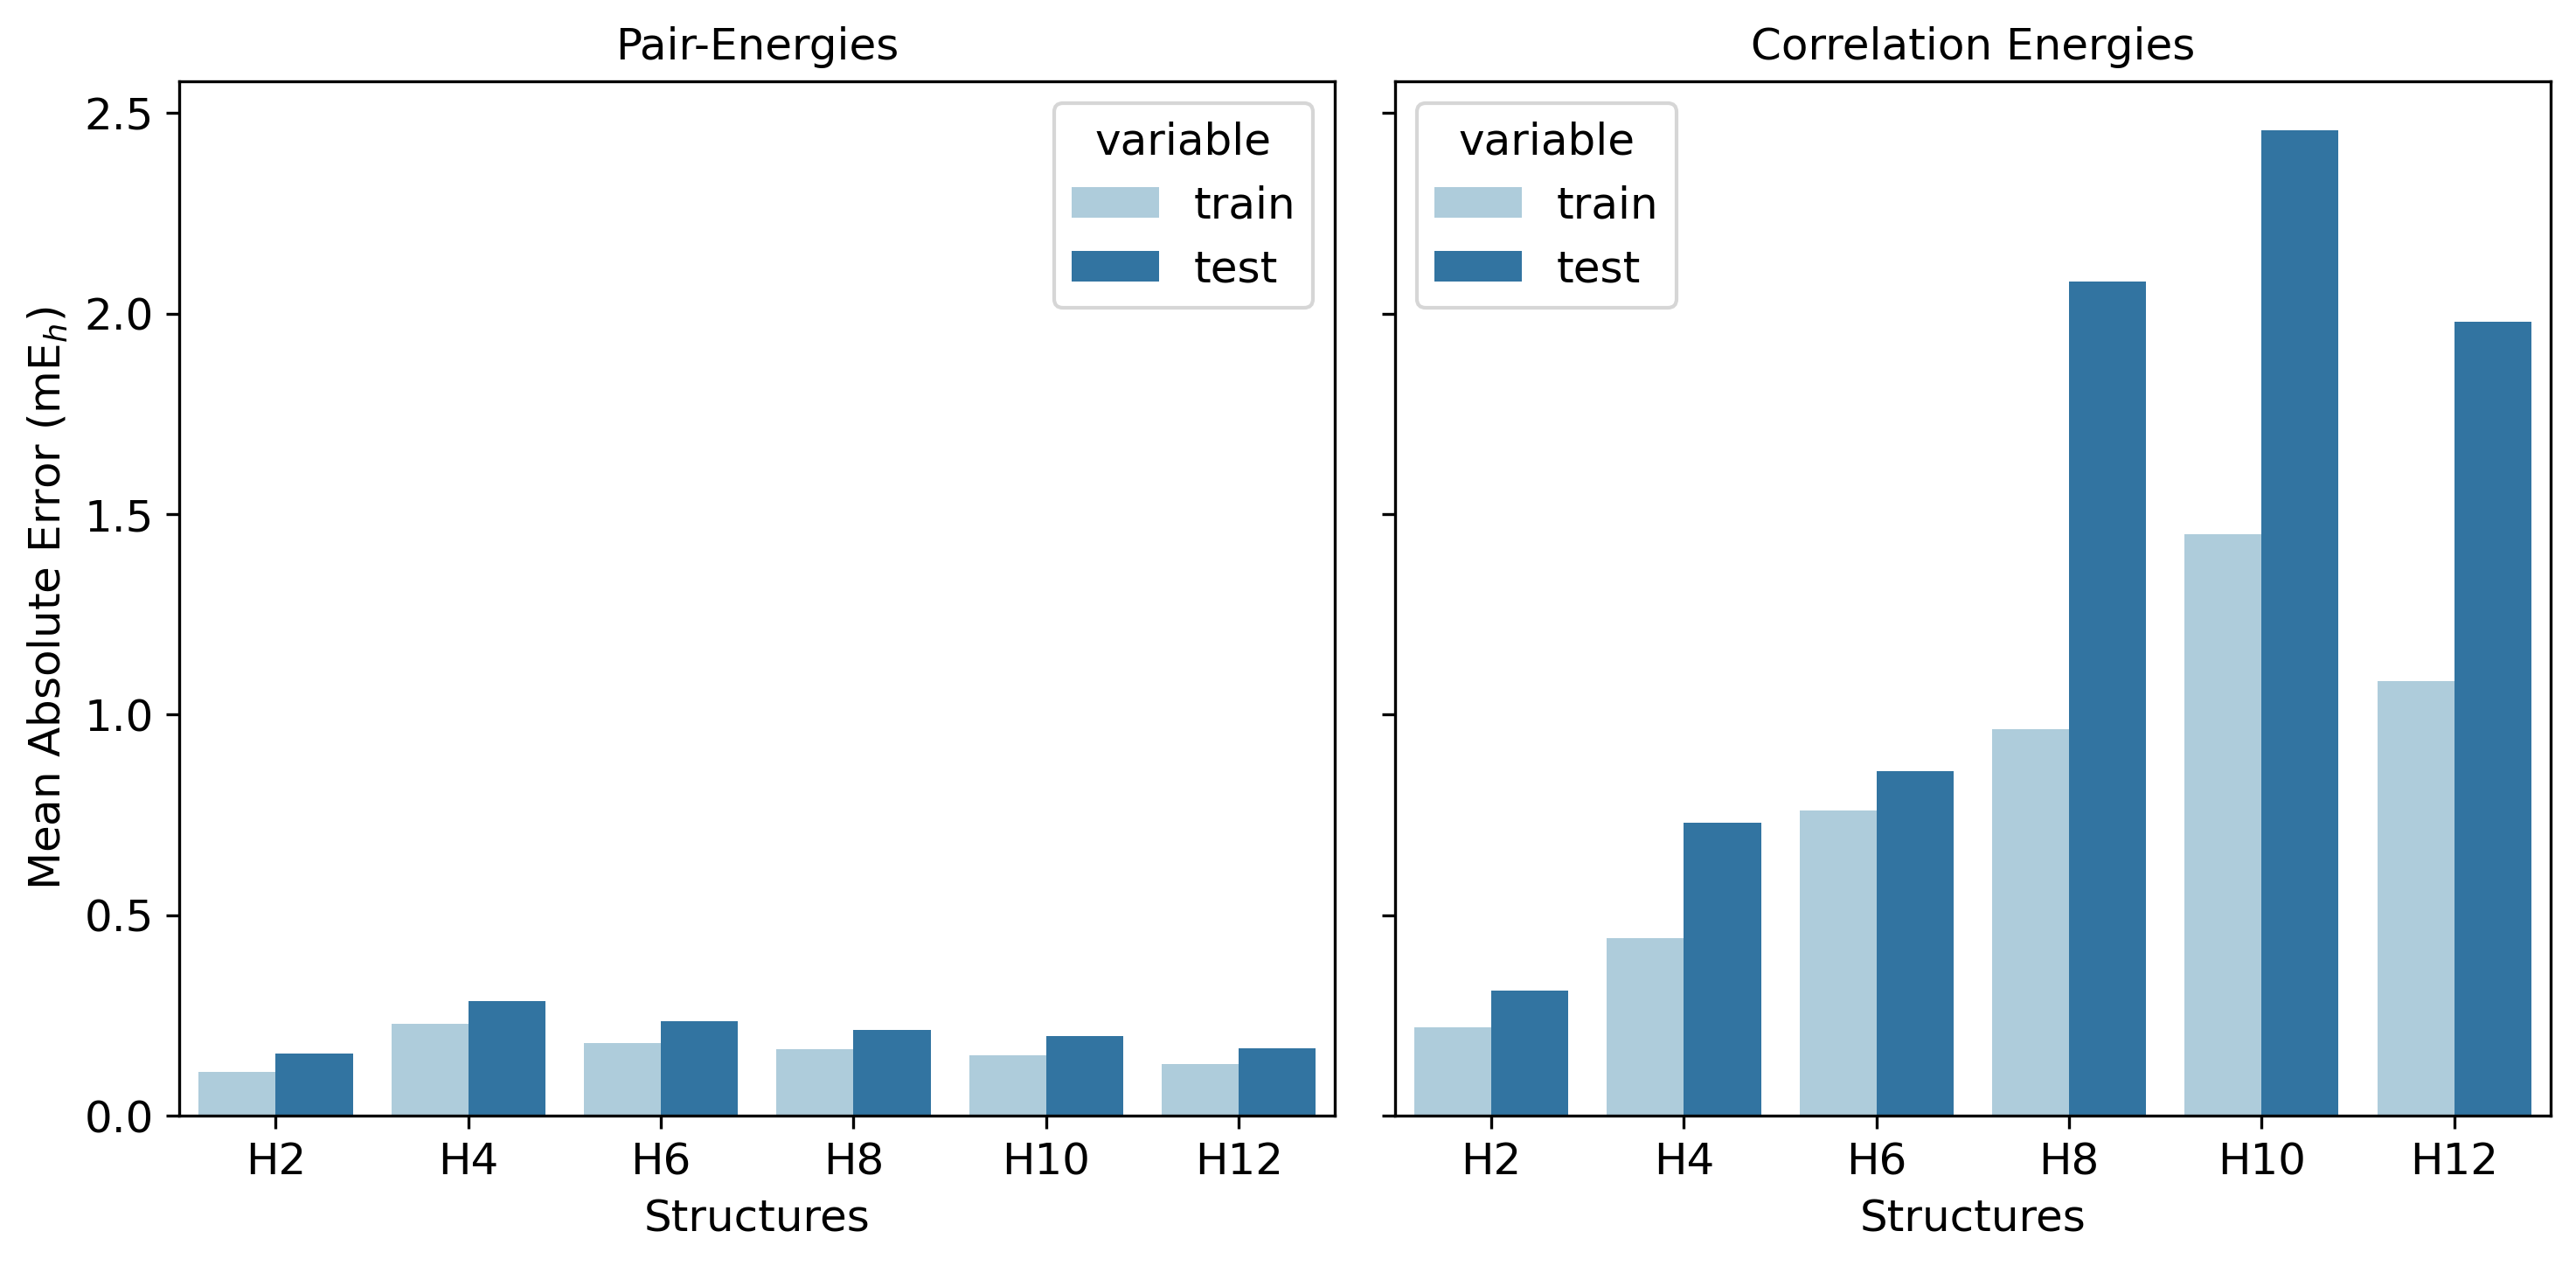 Pair-Energies
Mean Absolute Error (mE_h)
2.5
2.0
1.5
1.0
0.5
0.0
variable
train
test
H2 H4 H6 H8 H10 H12
Structures
Correlation Energies
variable
train
test
H2 H4 H6 H8 H10 H12
Structures